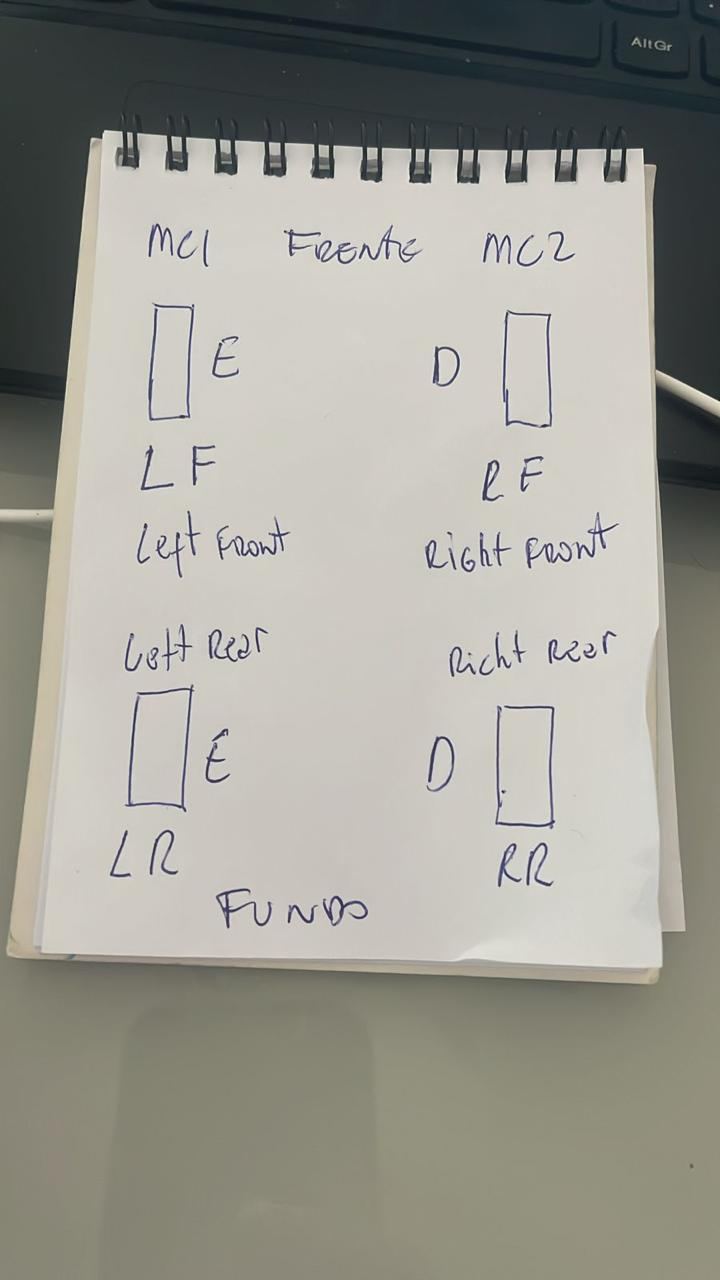 AltGr
MC1 FRENTE MC2
E D
LF RF
Left Front Right Front
Left Rear Richt Rear
E D
LR RR
FUNDO